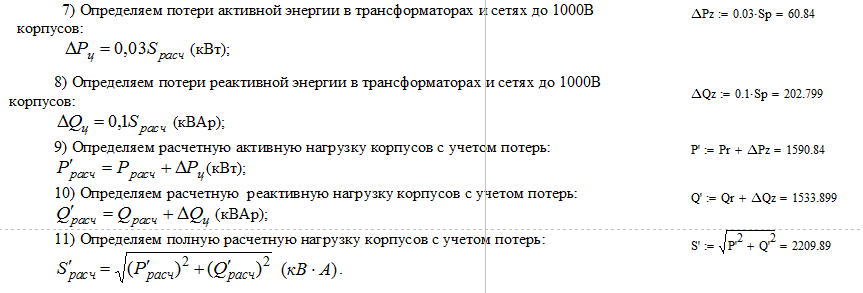 7) Определяем потери активной энергии в трансформаторах и сетях до 1000В
корпусов:
ΔPц = 0,03Sрасч (кВт);
ΔPz := 0.03·Sp = 60.84
8) Определяем потери реактивной энергии в трансформаторах и сетях до 1000В
корпусов:
ΔQц = 0,1Sрасч (кВАр);
ΔQz := 0.1·Sp = 202.799
9) Определяем расчетную активную нагрузку корпусов с учетом потерь:
P′расч = Pрасч + ΔPц(кВт);
P' := Pr + ΔPz = 1590.84
10) Определяем расчетную реактивную нагрузку корпусов с учетом потерь:
Q′расч = Qрасч + ΔQц (кВАр);
Q' := Qr + ΔQz = 1533.899
11) Определяем полную расчетную нагрузку корпусов с учетом потерь:
S′расч = √((P′расч)² + (Q′расч)²) (кВ · А).
S' := √(P'² + Q'²) = 2209.89